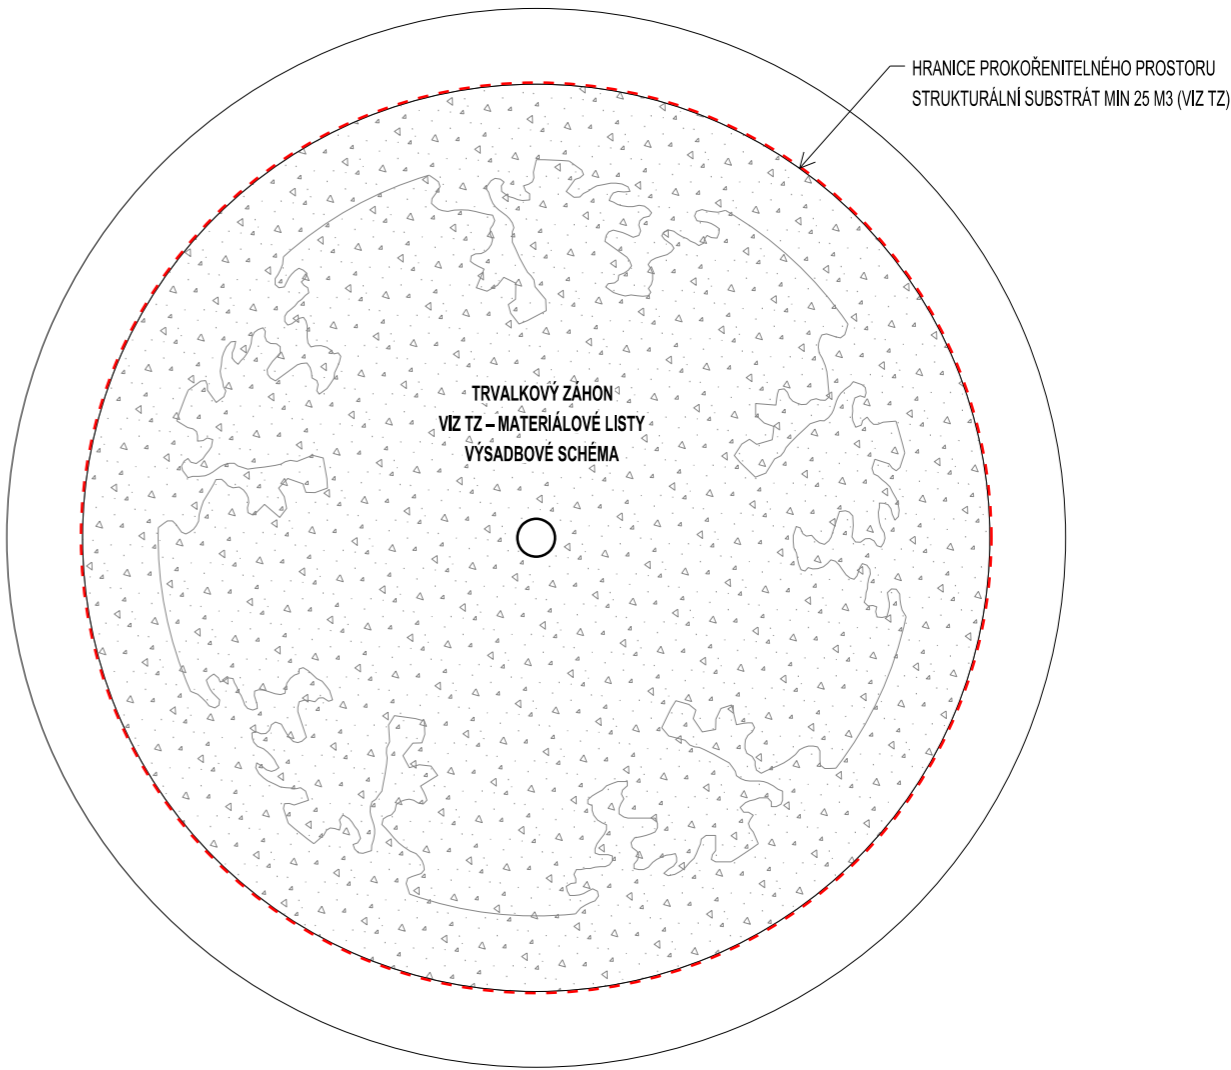 HRANICE PROKOŘENITELNÉHO PROSTORU
STRUKTURÁLNÍ SUBSTRÁT MIN 25 M3 (VIZ TZ)
TRVALKOVÝ ZÁHON
VIZ TZ – MATERIÁLOVÉ LISTY
VÝSADBOVÉ SCHÉMA